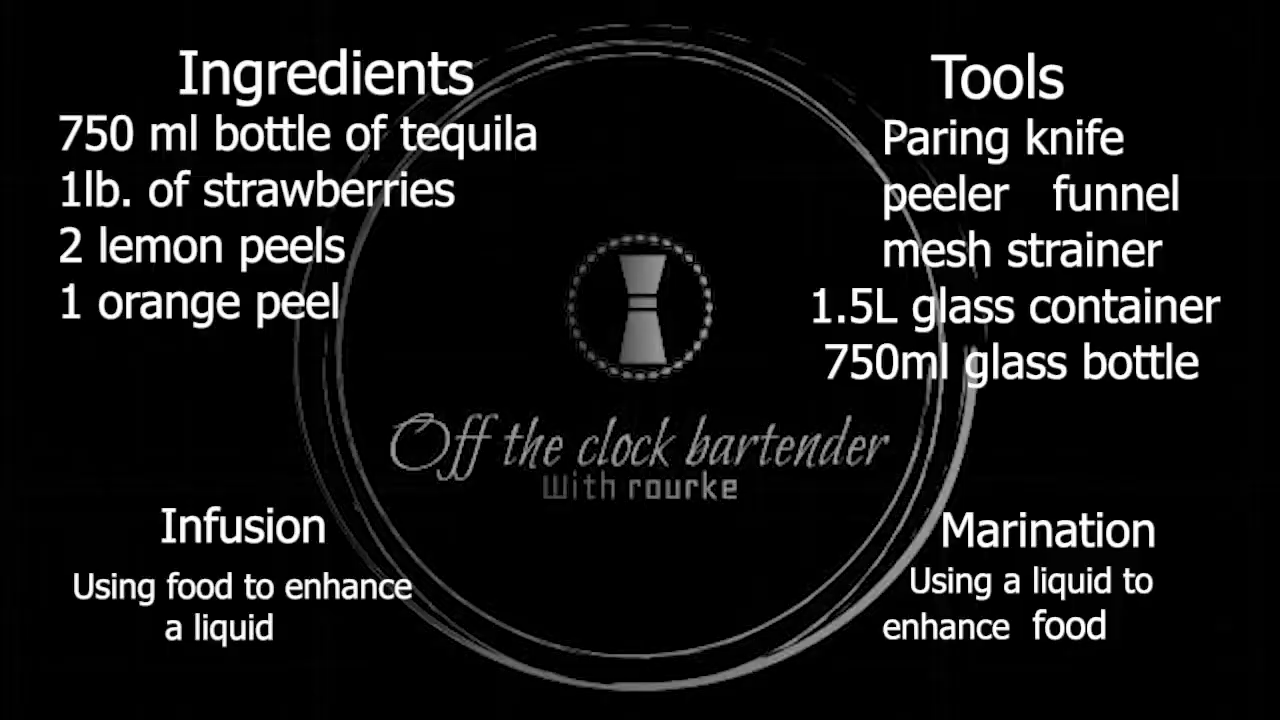 Ingredients
750 ml bottle of tequila
1lb. of strawberries
2 lemon peels
1 orange peel
Tools
Paring knife
peeler funnel
mesh strainer
1.5L glass container
750ml glass bottle
Off the clock bartender
With rourke
Infusion
Using food to enhance
a liquid
Marination
Using a liquid to
enhance food